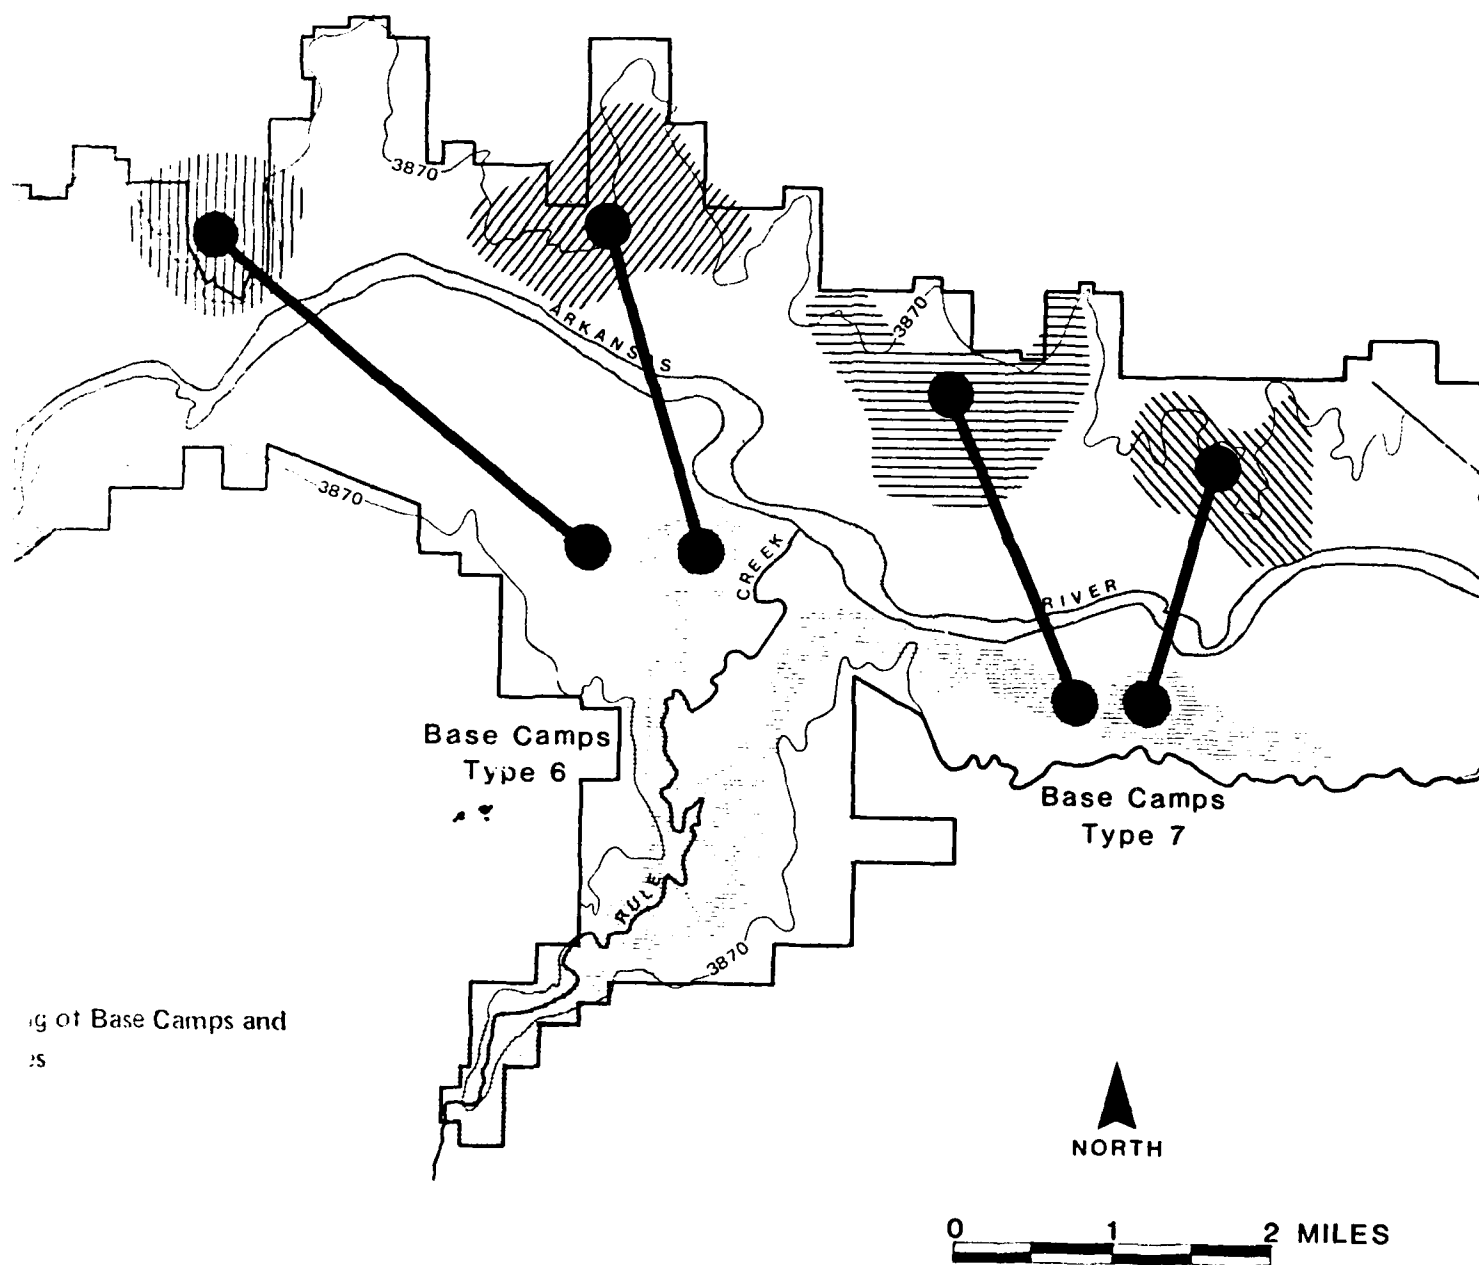 3870
ARKANSAS
3870
3870
CREEK
RIVER
Base Camps
Type 6
Base Camps
Type 7
RULE
3870
of Base Camps and
NORTH
0 1 2 MILES